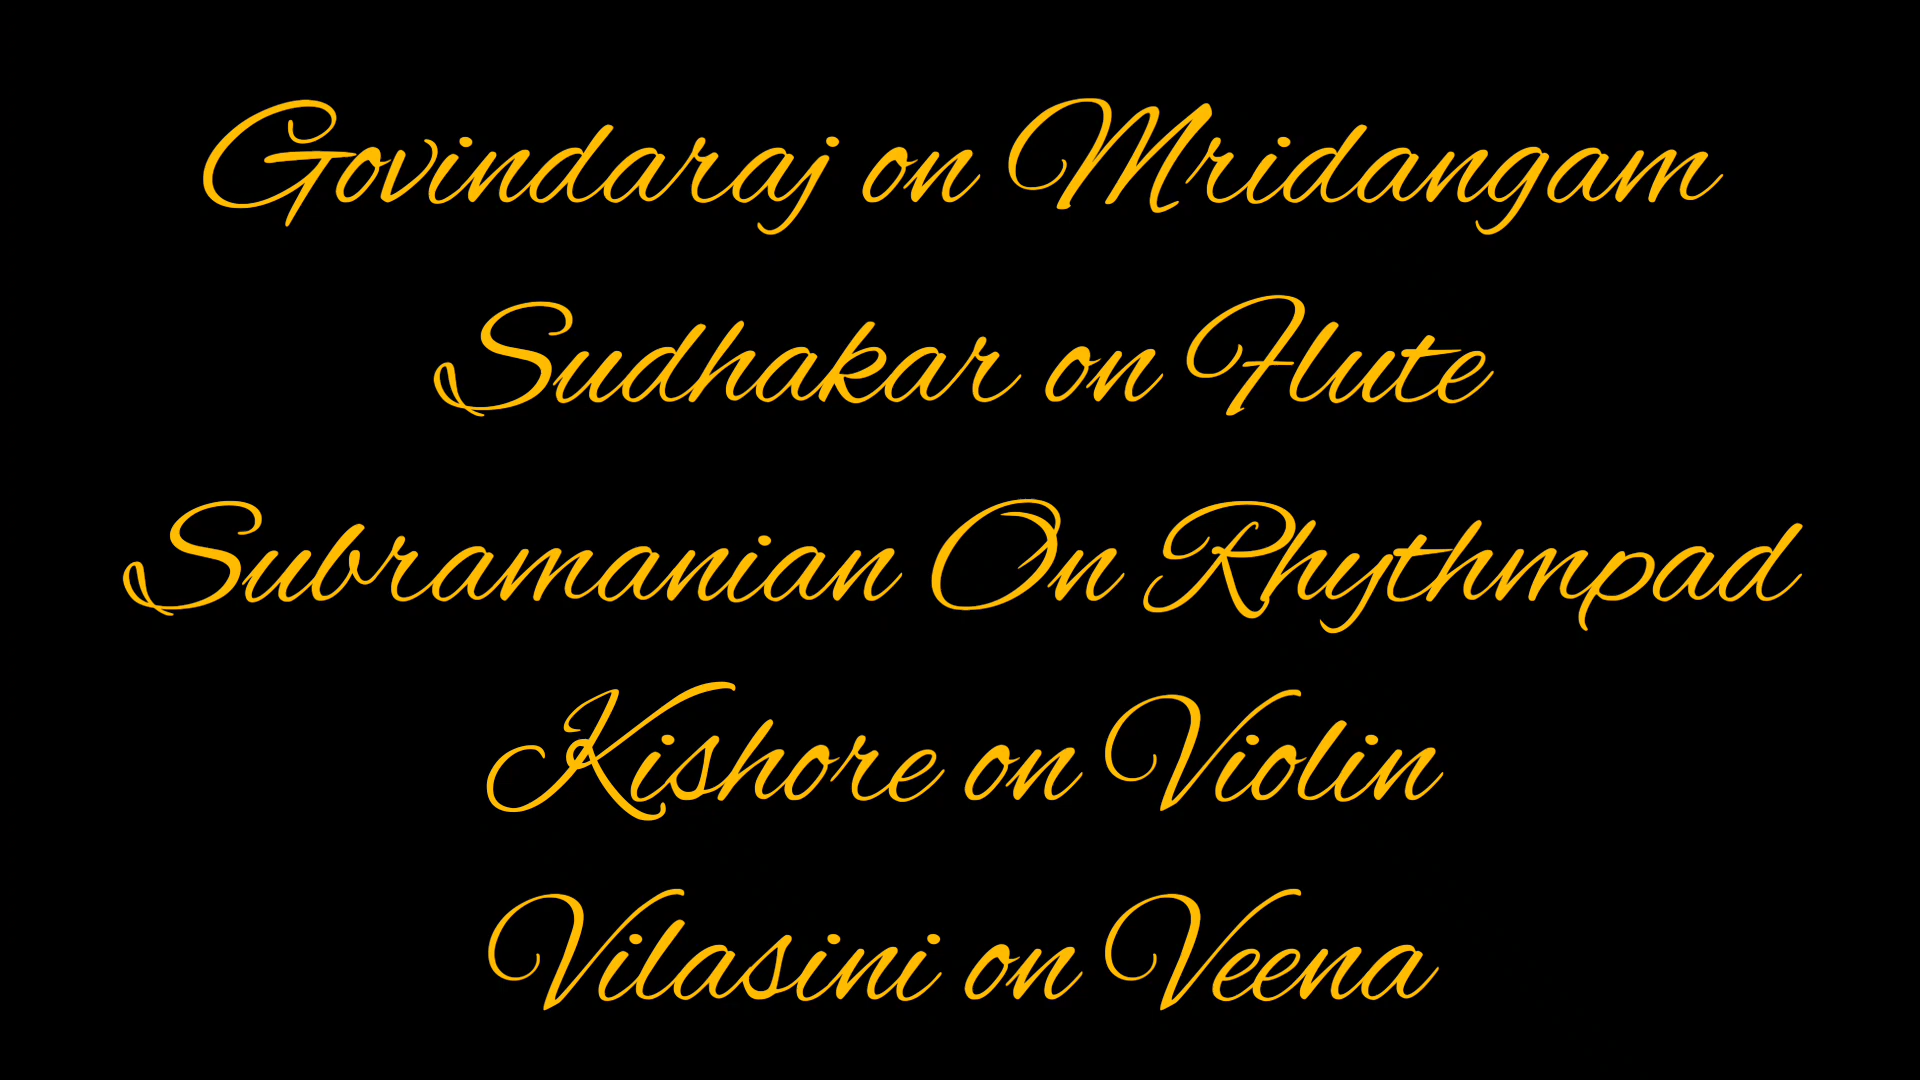 Govindaraj on Mridangam
Sudhakar on Flute
Subramanian On Rhythmpad
Kishore on Violin
Vilasini on Veena